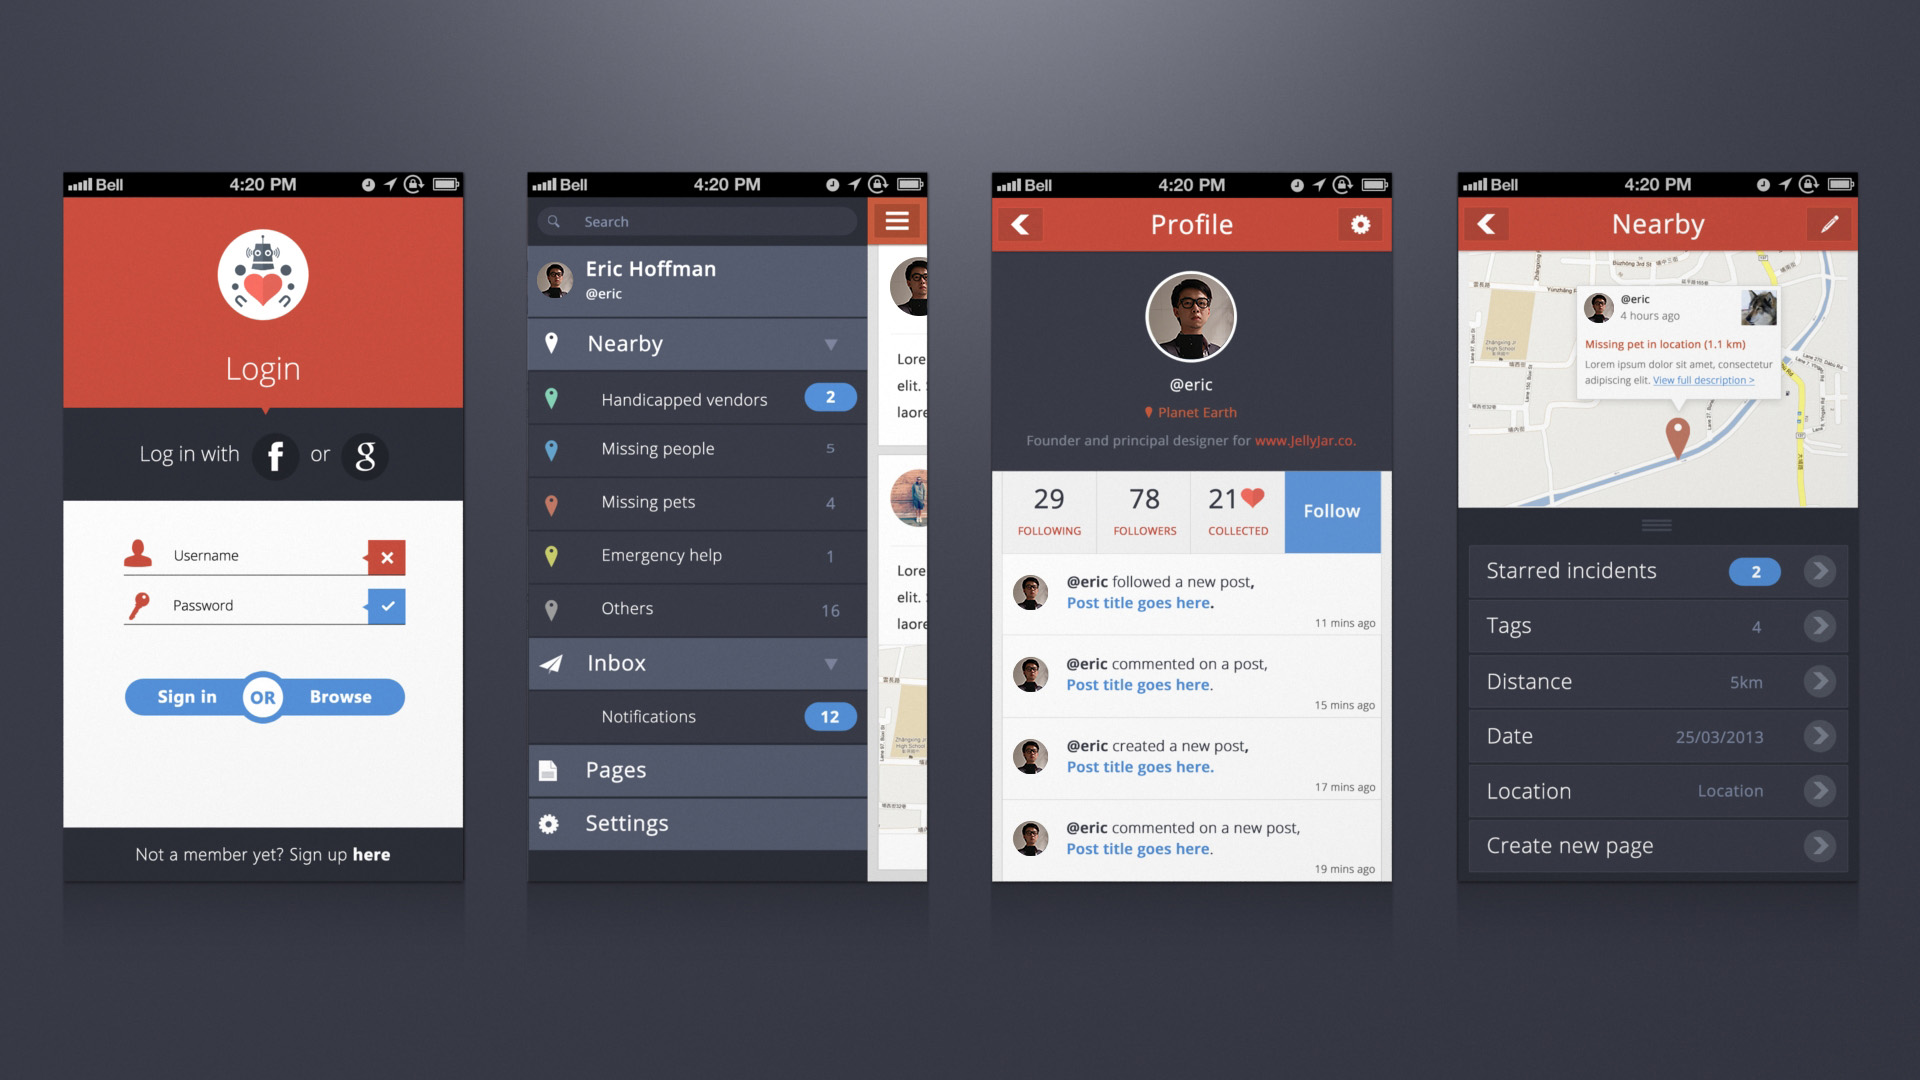 Bell 4:20 PM
Login
Log in with f or g
Username
Password
Sign in OR Browse
Not a member yet? Sign up here
Bell 4:20 PM
Search
Eric Hoffman
@eric
Nearby
Handicapped vendors 2
Missing people 5
Missing pets 4
Emergency help 1
Others 16
Inbox
Notifications 12
Pages
Settings
Lore
elit.
laore
Lore
elit.
laore
Bell 4:20 PM
Profile
@eric
Planet Earth
Founder and principal designer for www.JellyJar.co.
29 78 21 Follow
FOLLOWING FOLLOWERS COLLECTED
@eric followed a new post,
Post title goes here.
11 mins ago
@eric commented on a post,
Post title goes here.
15 mins ago
@eric created a new post,
Post title goes here.
17 mins ago
@eric commented on a new post,
Post title goes here.
19 mins ago
Bell 4:20 PM
Nearby
@eric
4 hours ago
Missing pet in location (1.1 km)
Lorem ipsum dolor sit amet, consectetur
adipiscing elit. View full description >
Starred incidents 2
Tags 4
Distance 5km
Date 25/03/2013
Location Location
Create new page